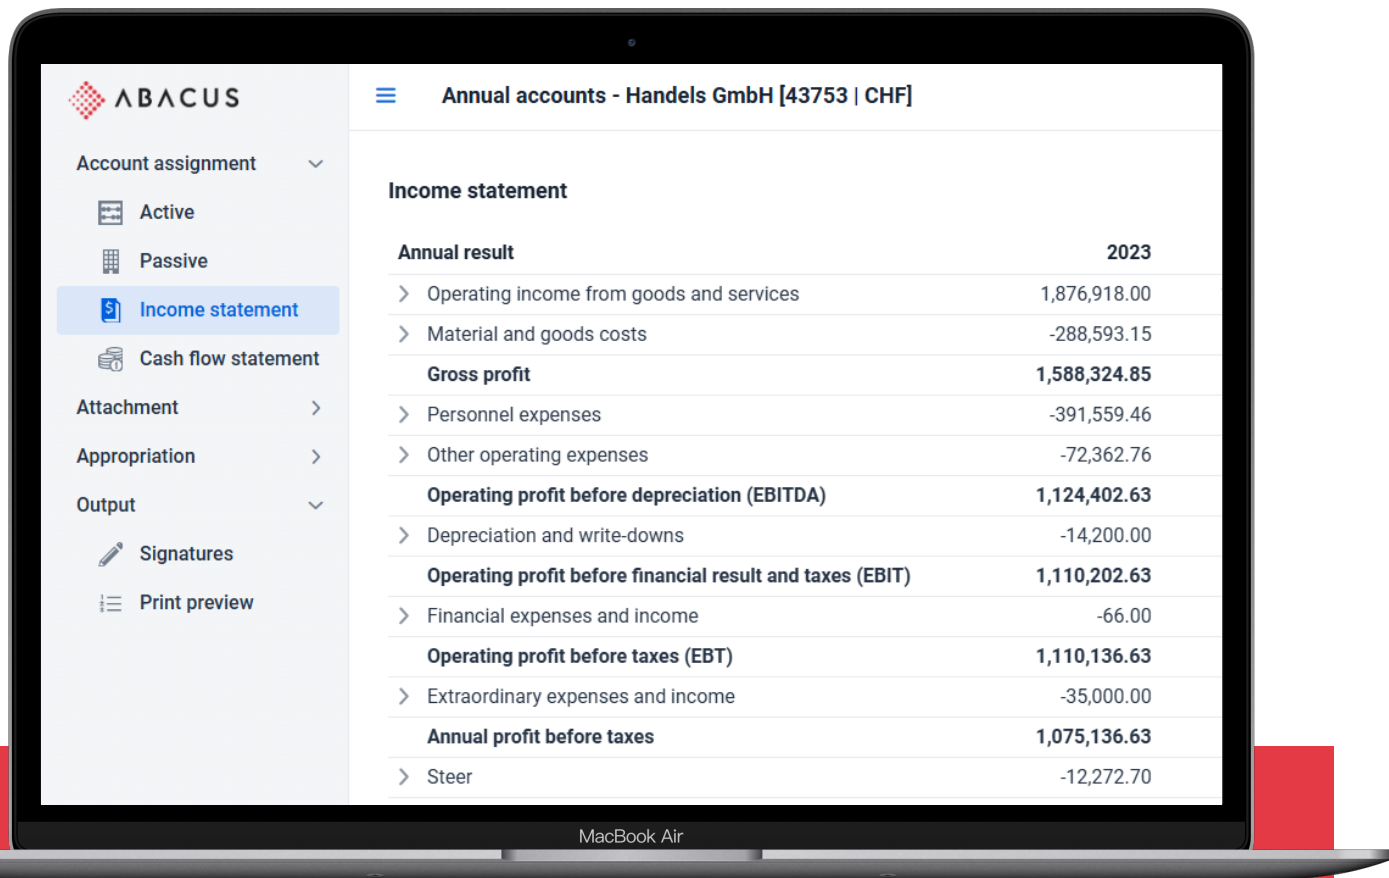 ABACUS
Annual accounts - Handels GmbH [43753 | CHF]
Account assignment
Active
Passive
Income statement
Cash flow statement
Attachment
Appropriation
Output
Signatures
Print preview
Income statement
Annual result 2023
Operating income from goods and services 1,876,918.00
Material and goods costs -288,593.15
Gross profit 1,588,324.85
Personnel expenses -391,559.46
Other operating expenses -72,362.76
Operating profit before depreciation (EBITDA) 1,124,402.63
Depreciation and write-downs -14,200.00
Operating profit before financial result and taxes (EBIT) 1,110,202.63
Financial expenses and income -66.00
Operating profit before taxes (EBT) 1,110,136.63
Extraordinary expenses and income -35,000.00
Annual profit before taxes 1,075,136.63
Steer -12,272.70
MacBook Air